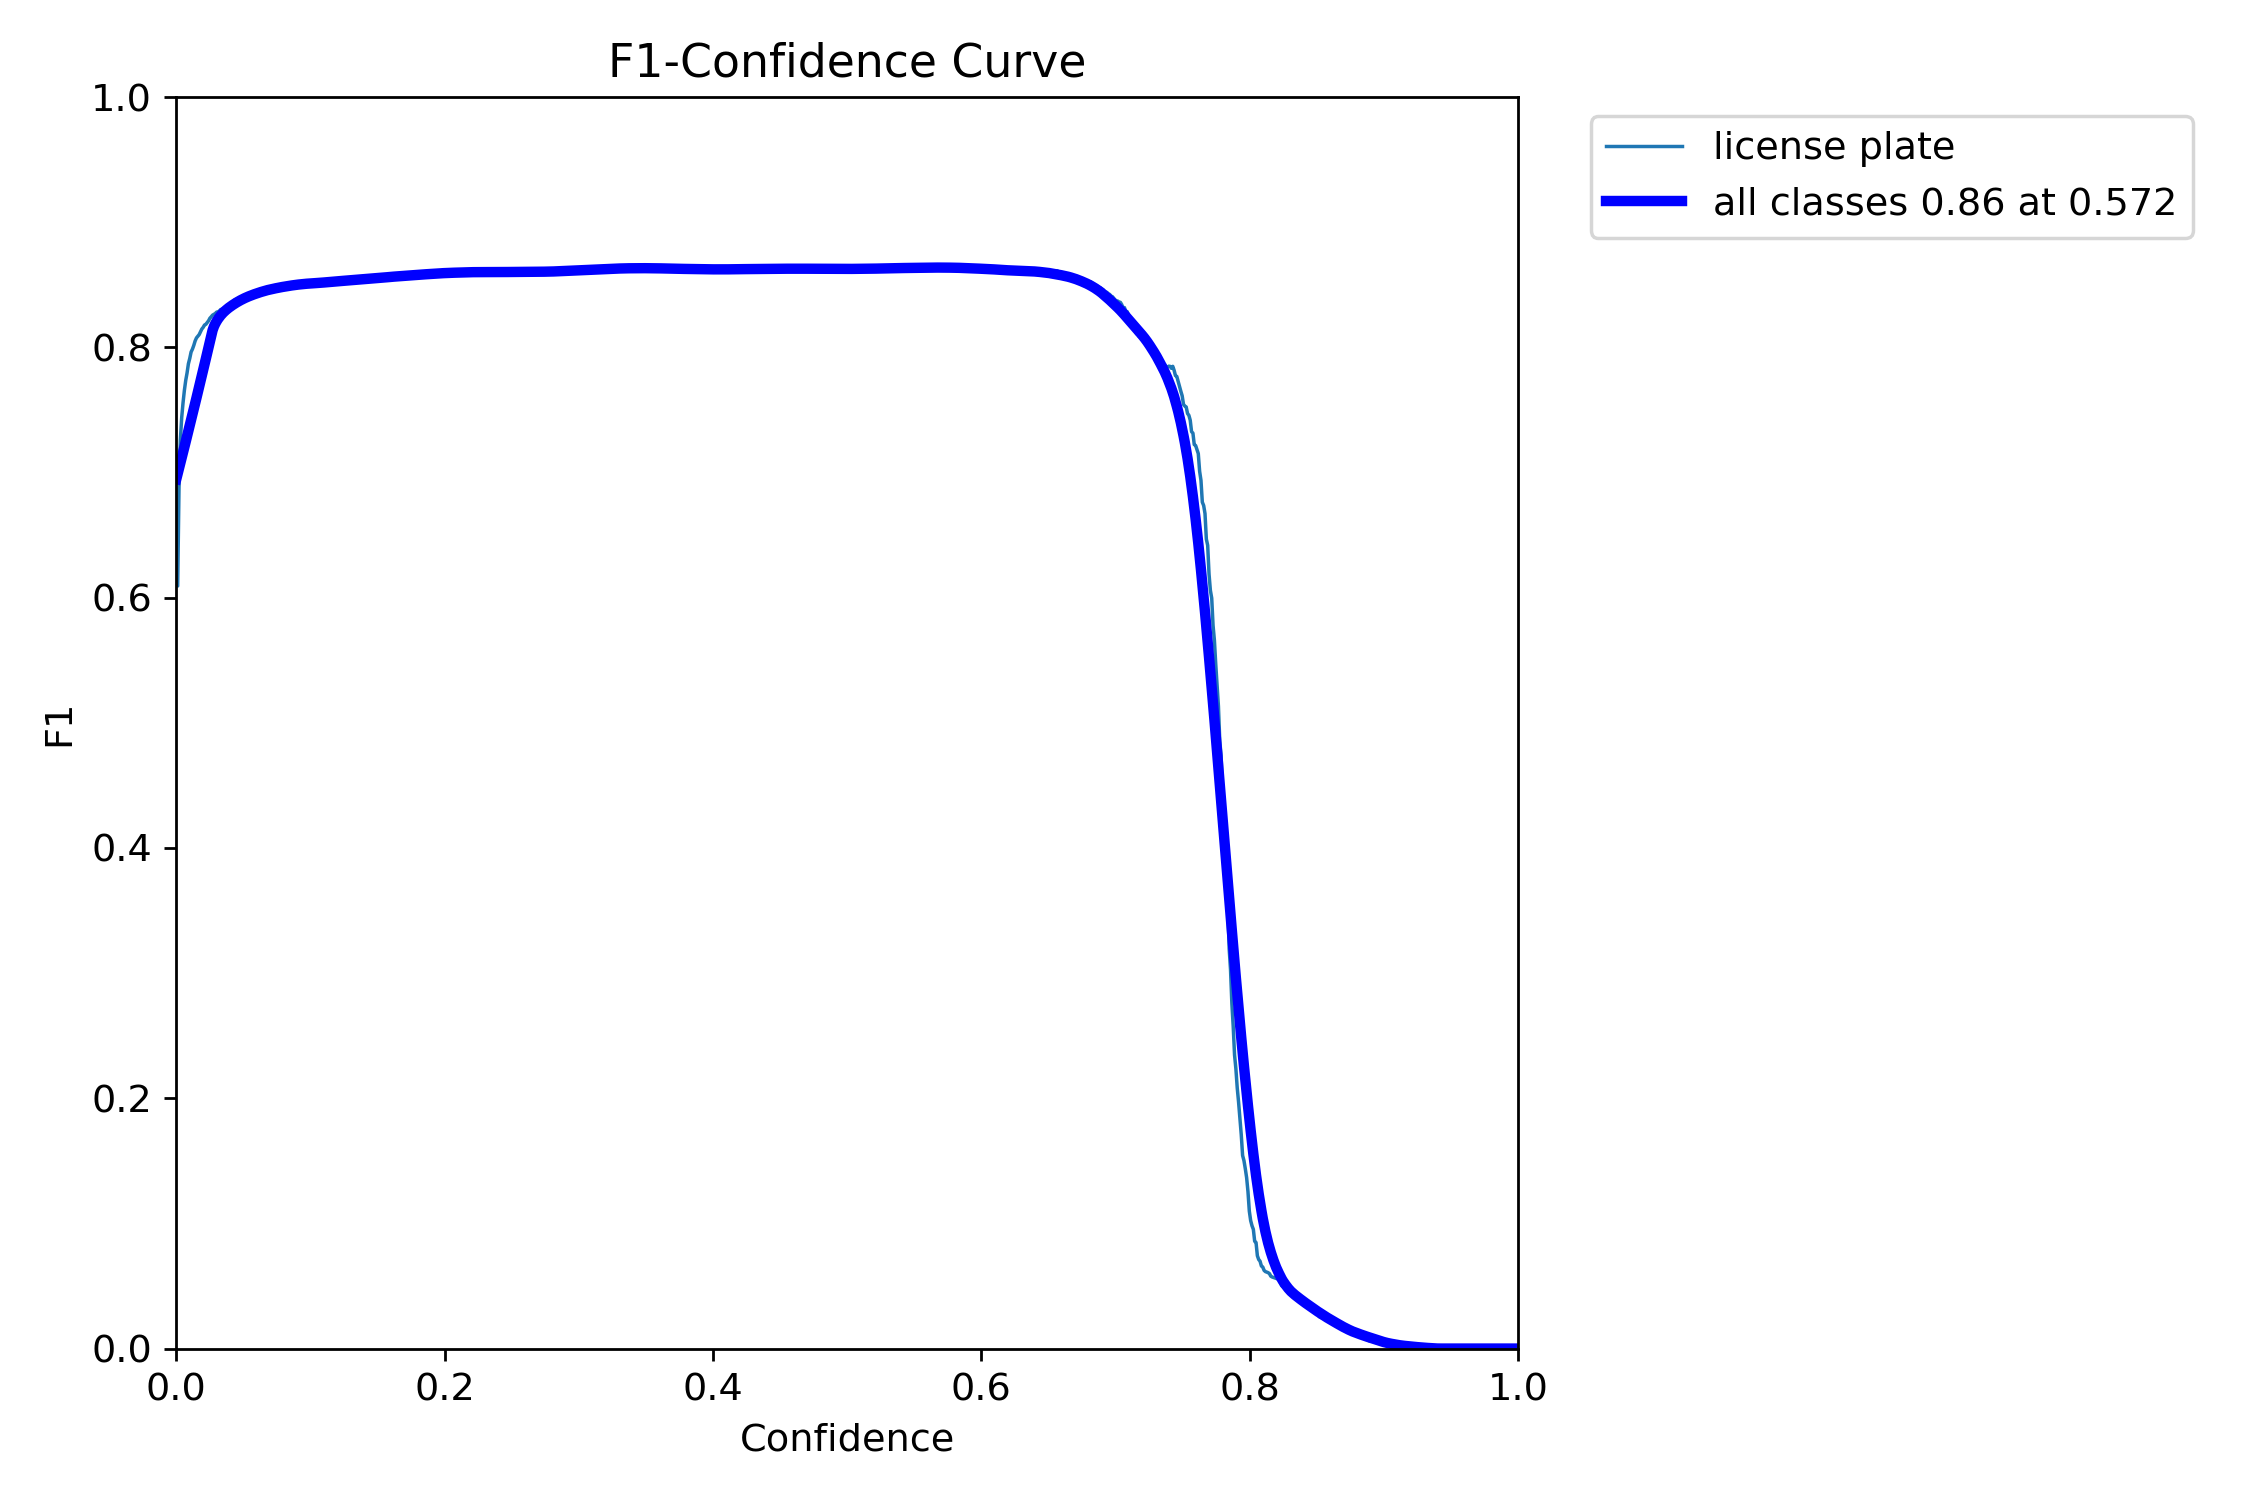 F1-Confidence Curve
1.0
0.8
0.6
0.4
0.2
0.0
F1
0.0 0.2 0.4 0.6 0.8 1.0
Confidence
license plate
all classes 0.86 at 0.572